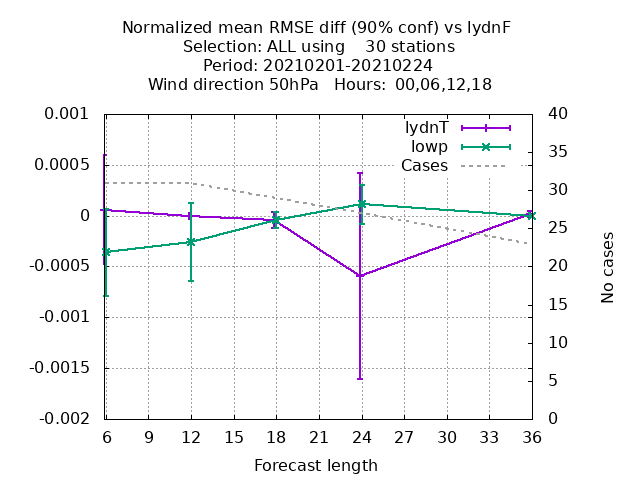 Normalized mean RMSE diff (90% conf) vs lydnF
Selection: ALL using    30 stations
Period: 20210201-20210224
Wind direction 50hPa   Hours:  00,06,12,18
0.001
0.0005
0
-0.0005
-0.001
-0.0015
-0.002
lydnT
lowp
Cases
40
35
30
25
20
15
10
5
0
No cases
6 9 12 15 18 21 24 27 30 33 36
Forecast length